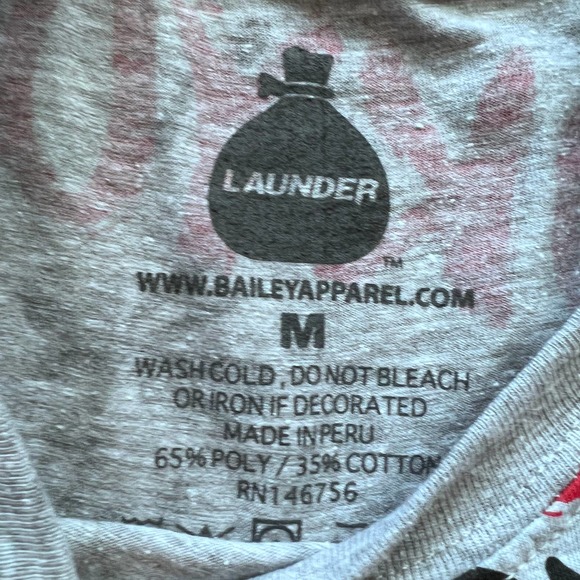 LAUNDER
TM
WWW.BAILEYAPPAREL.COM
M
WASH COLD, DO NOT BLEACH
OR IRON IF DECORATED
MADE IN PERU
65% POLY / 35% COTTON
RN146756